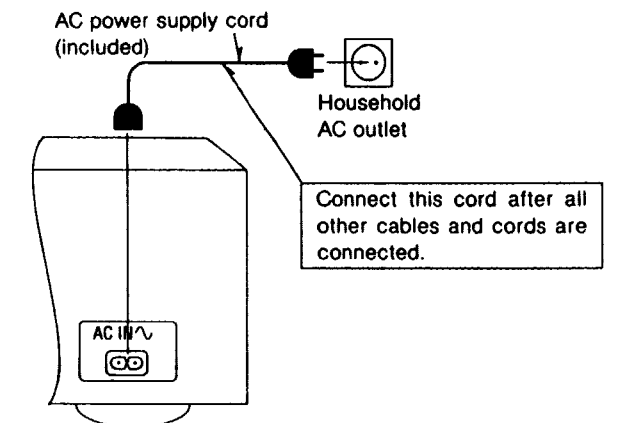 AC power supply cord
(included)
Household
AC outlet
Connect this cord after all
other cables and cords are
connected.
AC IN∿